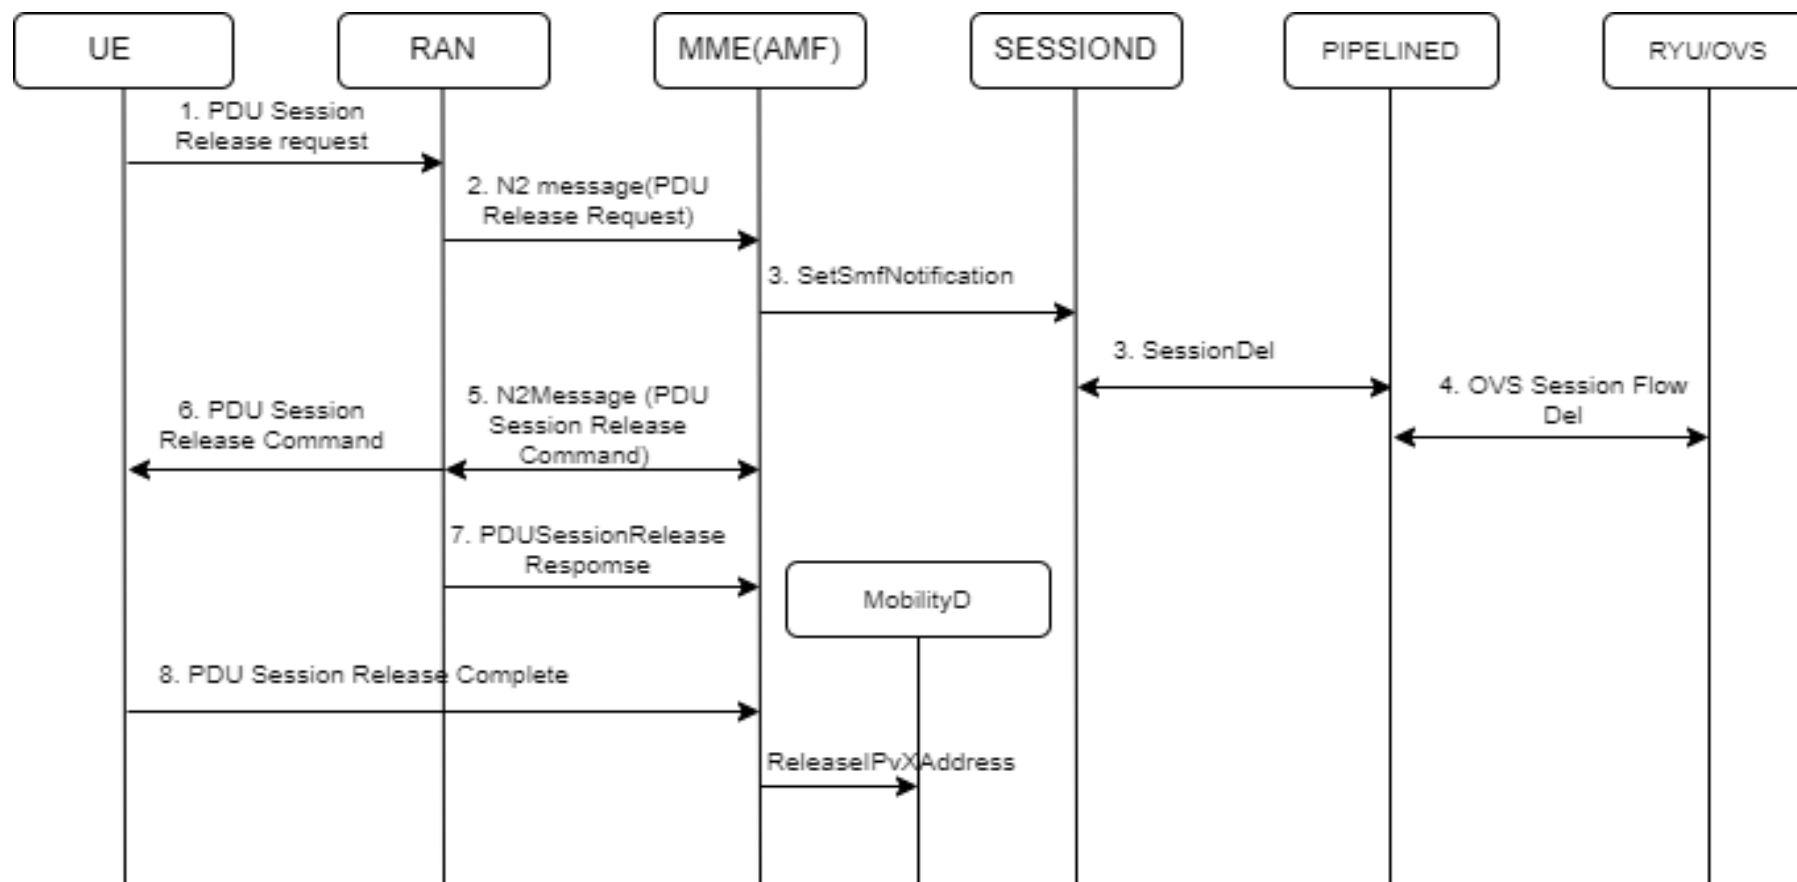 UE
RAN
MME(AMF)
SESSIOND
PIPELINED
RYU/OVS
1. PDU Session
Release request
2. N2 message(PDU
Release Request)
3. SetSmfNotification
3. SessionDel
4. OVS Session Flow
Del
5. N2Message (PDU
Session Release
Command)
6. PDU Session
Release Command
7. PDUSessionRelease
Respomse
MobilityD
8. PDU Session Release Complete
ReleaseIPvXAddress